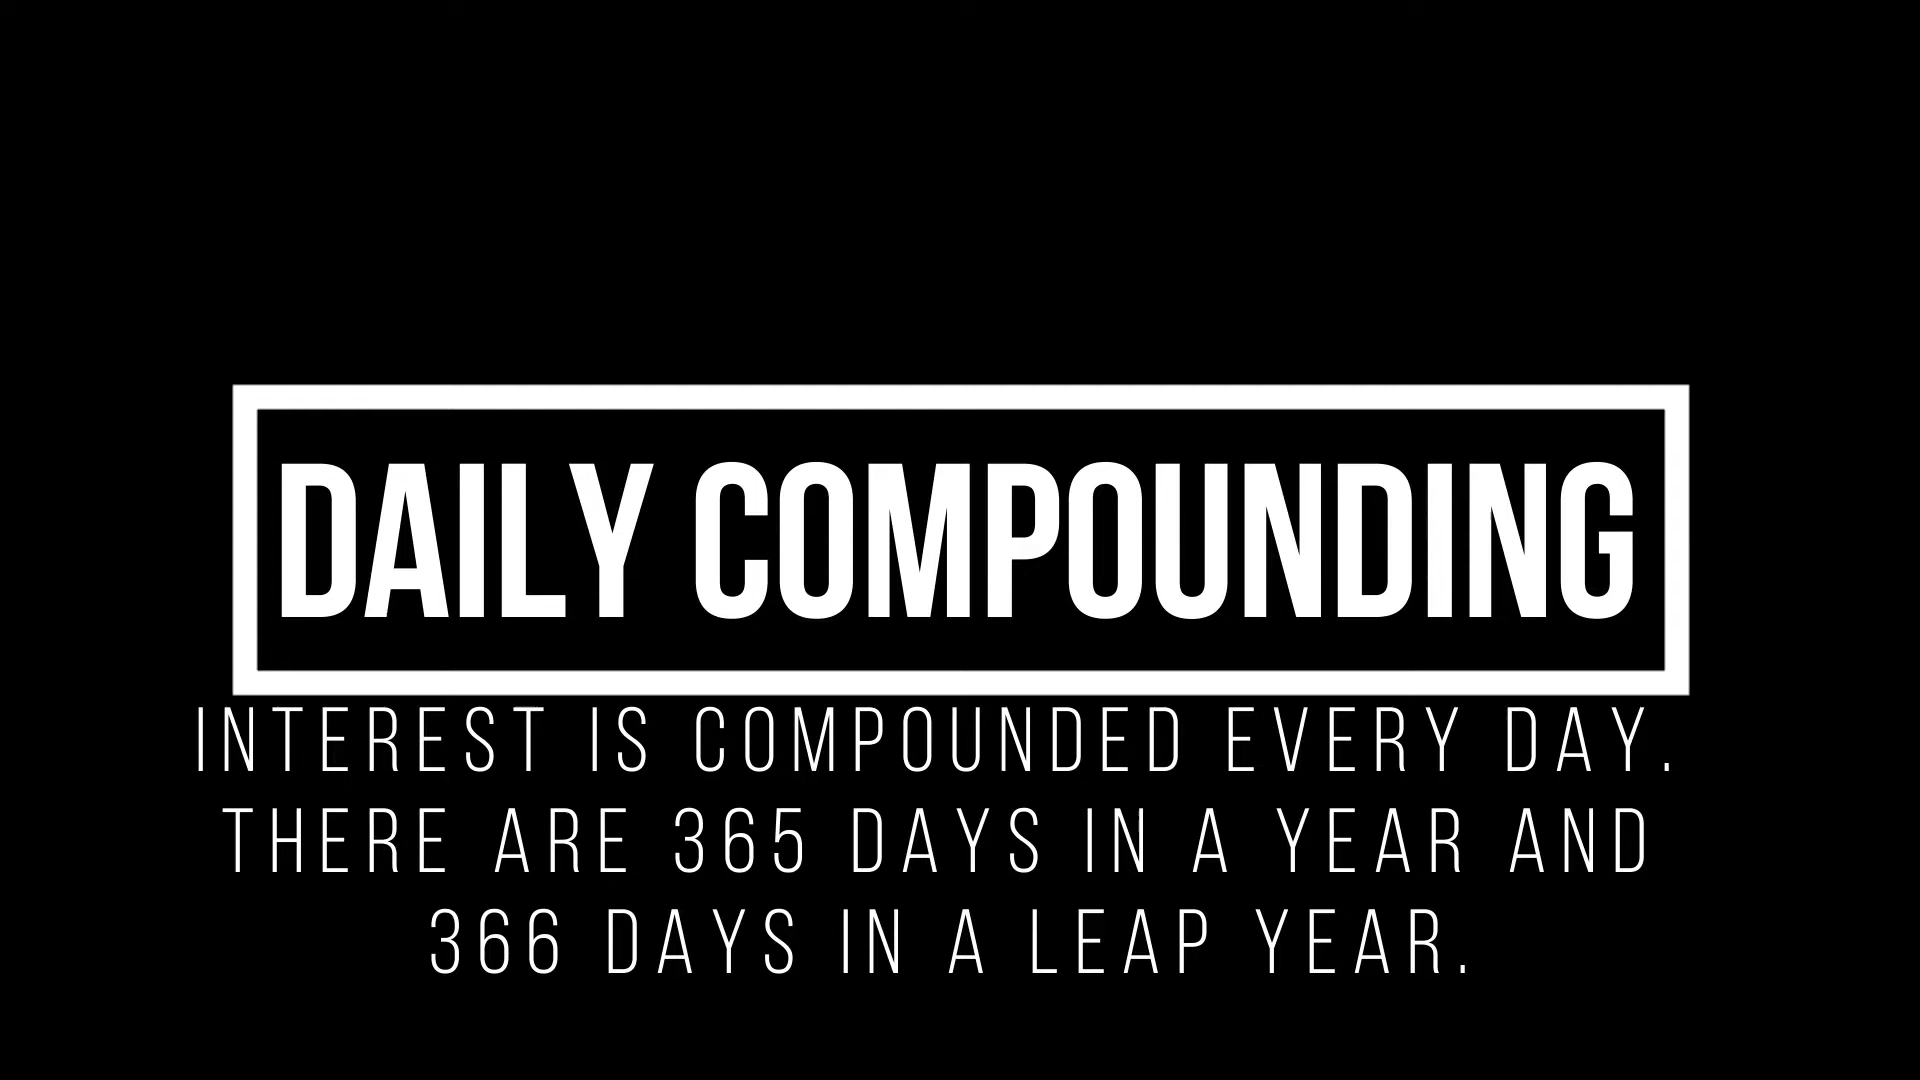 DAILY COMPOUNDING
INTEREST IS COMPOUNDED EVERY DAY.
THERE ARE 365 DAYS IN A YEAR AND
366 DAYS IN A LEAP YEAR.